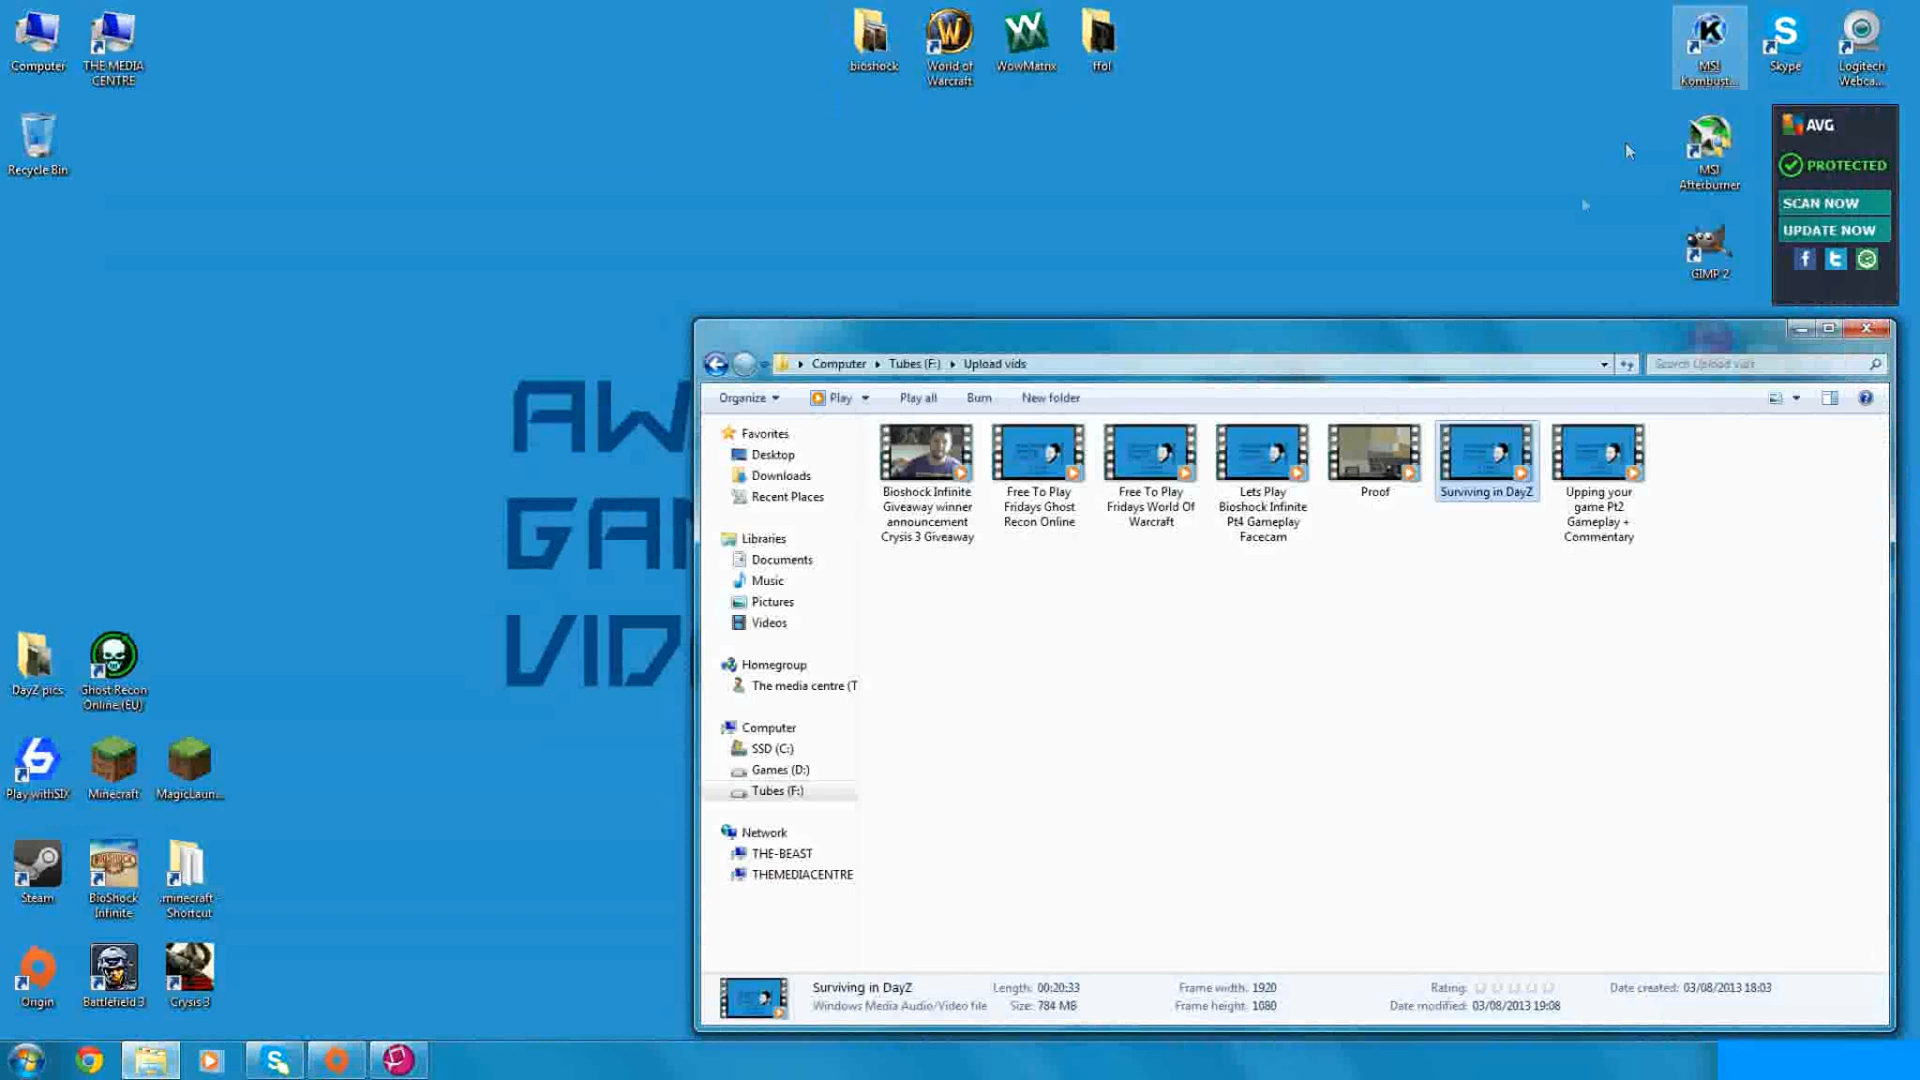 Computer
THE MEDIA
CENTRE
Recycle Bin
bioshock
World of
Warcraft
WowMatrix
ffol
MSI
Kombust...
Skype
Logitech
Webca...
MSI
Afterburner
GIMP 2
AVG
PROTECTED
SCAN NOW
UPDATE NOW
AW
GAM
VID
DayZ pics
Ghost Recon
Online (EU)
Play withSIX
Minecraft
MagicLaun...
Steam
BioShock
Infinite
.minecraft -
Shortcut
Origin
Battlefield 3
Crysis 3
Computer
Tubes (F:)
Upload vids
Search Upload vids
Organize
Play
Play all
Burn
New folder
Favorites
Desktop
Downloads
Recent Places
Libraries
Documents
Music
Pictures
Videos
Homegroup
The media centre (T
Computer
SSD (C:)
Games (D:)
Tubes (F:)
Network
THE-BEAST
THEMEDIACENTRE
Bioshock Infinite
Giveaway winner
announcement
Crysis 3 Giveaway
Free To Play
Fridays Ghost
Recon Online
Free To Play
Fridays World Of
Warcraft
Lets Play
Bioshock Infinite
Pt4 Gameplay
Facecam
Proof
Surviving in DayZ
Upping your
game Pt2
Gameplay +
Commentary
Surviving in DayZ
Windows Media Audio/Video file
Length: 00:20:33
Size: 784 MB
Frame width: 1920
Frame height: 1080
Rating:
Date modified: 03/08/2013 19:08
Date created: 03/08/2013 18:03